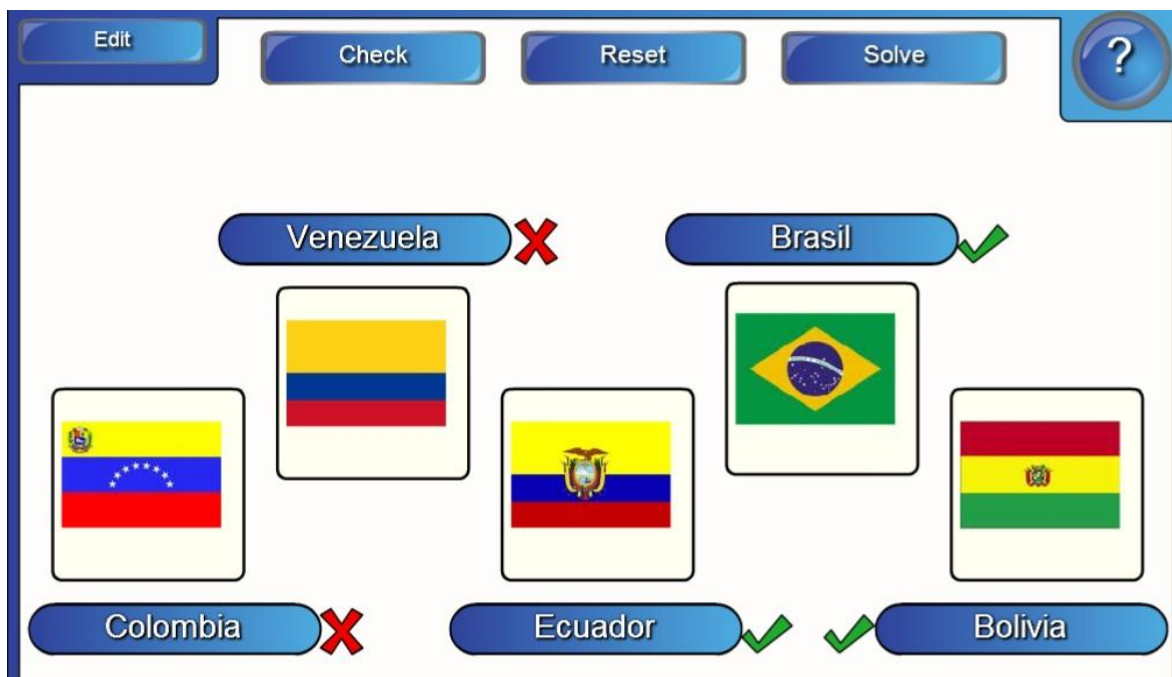 Edit
Check
Reset
Solve
?
Venezuela
Brasil
Colombia
Ecuador
Bolivia